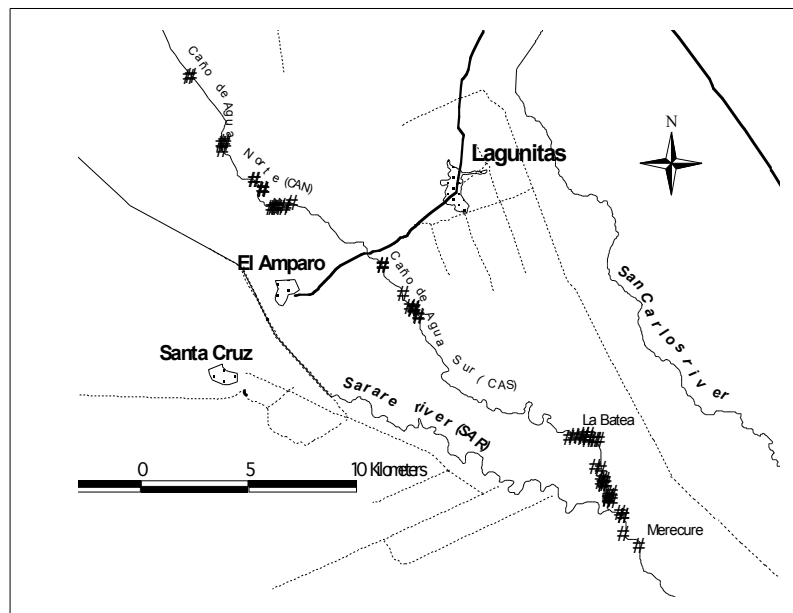 Caño de Agua
Norte (CAN)
N
Lagunitas
El Amparo
Caño de Agua
Sur ( CAS)
San Carlos river
Santa Cruz
Sarare river (SAR)
La Batea
0 5 10 Kilometers
Merecure